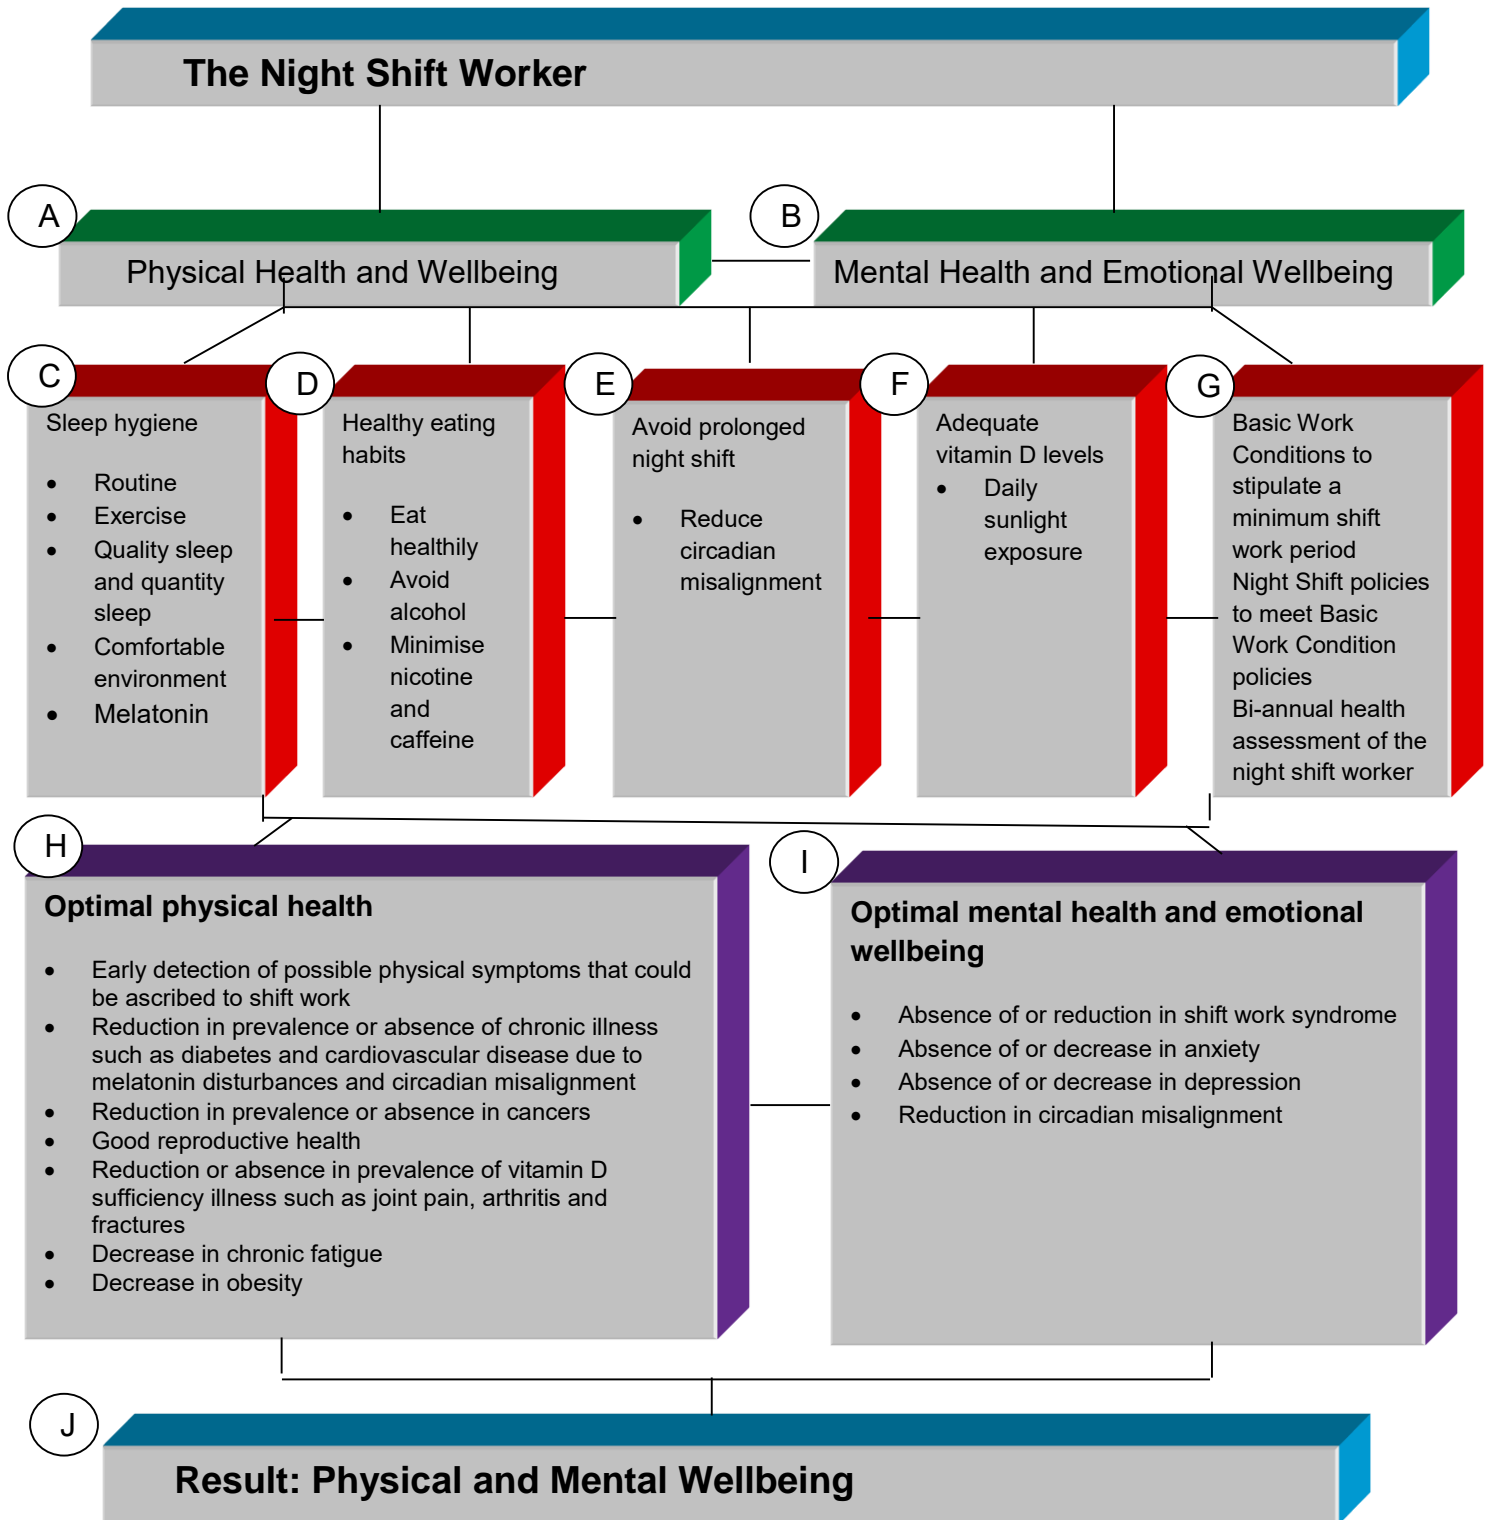 The Night Shift Worker
A
Physical Health and Wellbeing
B
Mental Health and Emotional Wellbeing
C
Sleep hygiene
• Routine
• Exercise
• Quality sleep
and quantity
sleep
• Comfortable
environment
• Melatonin
D
Healthy eating
habits
• Eat
healthily
• Avoid
alcohol
• Minimise
nicotine
and
caffeine
E
Avoid prolonged
night shift
• Reduce
circadian
misalignment
F
Adequate
vitamin D levels
• Daily
sunlight
exposure
G
Basic Work
Conditions to
stipulate a
minimum shift
work period
Night Shift policies
to meet Basic
Work Condition
policies
Bi-annual health
assessment of the
night shift worker
H
Optimal physical health
• Early detection of possible physical symptoms that could
be ascribed to shift work
• Reduction in prevalence or absence of chronic illness
such as diabetes and cardiovascular disease due to
melatonin disturbances and circadian misalignment
• Reduction in prevalence or absence in cancers
• Good reproductive health
• Reduction or absence in prevalence of vitamin D
sufficiency illness such as joint pain, arthritis and
fractures
• Decrease in chronic fatigue
• Decrease in obesity
I
Optimal mental health and emotional
wellbeing
• Absence of or reduction in shift work syndrome
• Absence of or decrease in anxiety
• Absence of or decrease in depression
• Reduction in circadian misalignment
J
Result: Physical and Mental Wellbeing